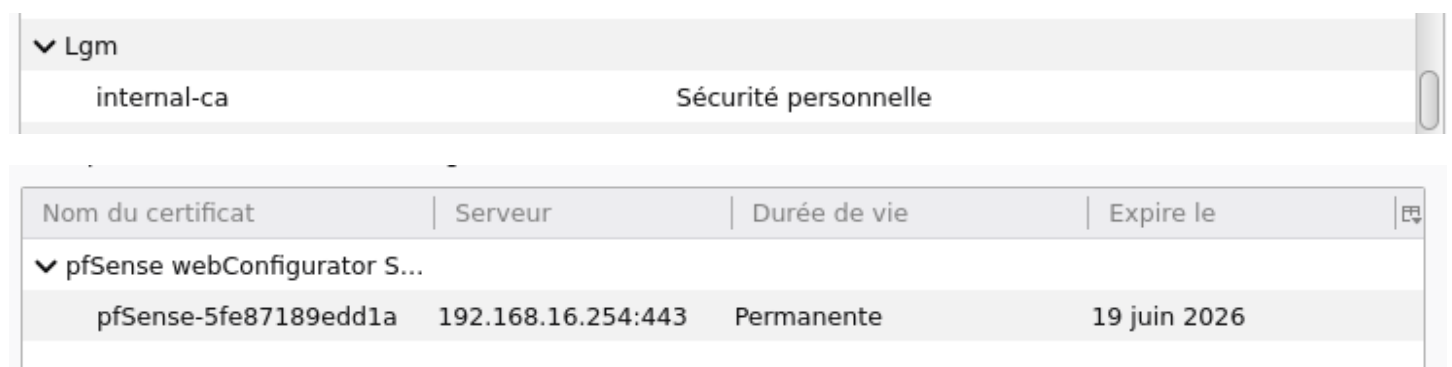 Lgm
internal-ca Sécurité personnelle
Nom du certificat Serveur Durée de vie Expire le
pfSense webConfigurator S...
pfSense-5fe87189edd1a 192.168.16.254:443 Permanente 19 juin 2026